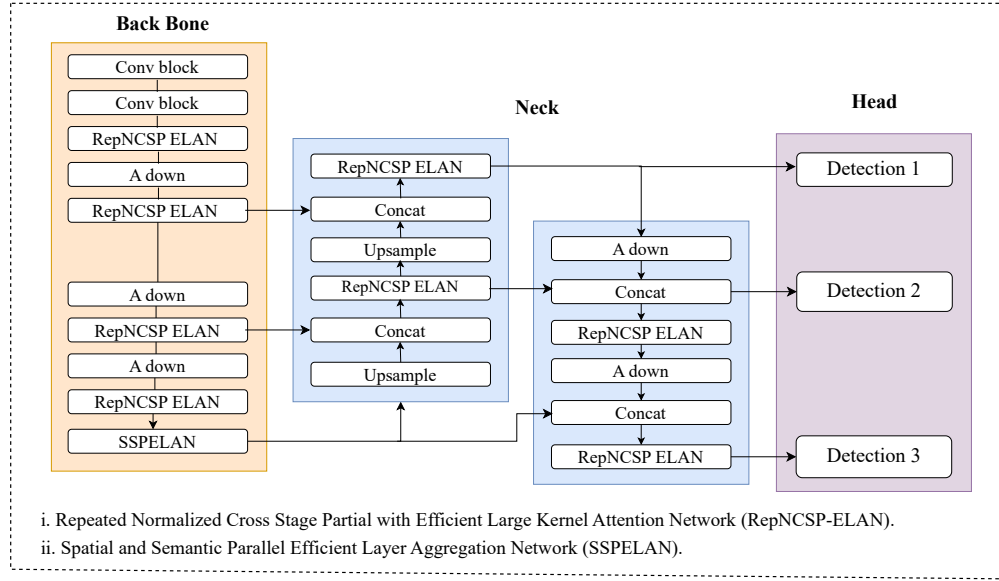 Back Bone
Conv block
Conv block
RepNCSP ELAN
A down
RepNCSP ELAN
A down
RepNCSP ELAN
A down
RepNCSP ELAN
SSPELAN
Neck
RepNCSP ELAN
Concat
Upsample
RepNCSP ELAN
Concat
Upsample
A down
Concat
RepNCSP ELAN
A down
Concat
RepNCSP ELAN
Head
Detection 1
Detection 2
Detection 3
i. Repeated Normalized Cross Stage Partial with Efficient Large Kernel Attention Network (RepNCSP-ELAN).
ii. Spatial and Semantic Parallel Efficient Layer Aggregation Network (SSPELAN).